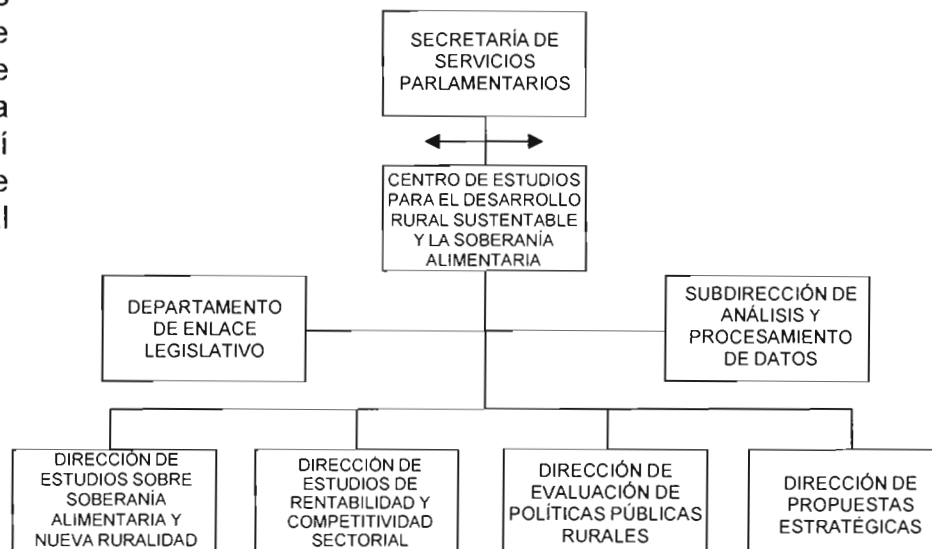 e
e
a
í
e
l
SECRETARÍA DE
SERVICIOS
PARLAMENTARIOS
CENTRO DE ESTUDIOS
PARA EL DESARROLLO
RURAL SUSTENTABLE
Y LA SOBERANÍA
ALIMENTARIA
DEPARTAMENTO
DE ENLACE
LEGISLATIVO
SUBDIRECCIÓN DE
ANÁLISIS Y
PROCESAMIENTO
DE DATOS
DIRECCIÓN DE
ESTUDIOS SOBRE
SOBERANÍA
ALIMENTARIA Y
NUEVA RURALIDAD
DIRECCIÓN DE
ESTUDIOS DE
RENTABILIDAD Y
COMPETITIVIDAD
SECTORIAL
DIRECCIÓN DE
EVALUACIÓN DE
POLÍTICAS PÚBLICAS
RURALES
DIRECCIÓN DE
PROPUESTAS
ESTRATÉGICAS